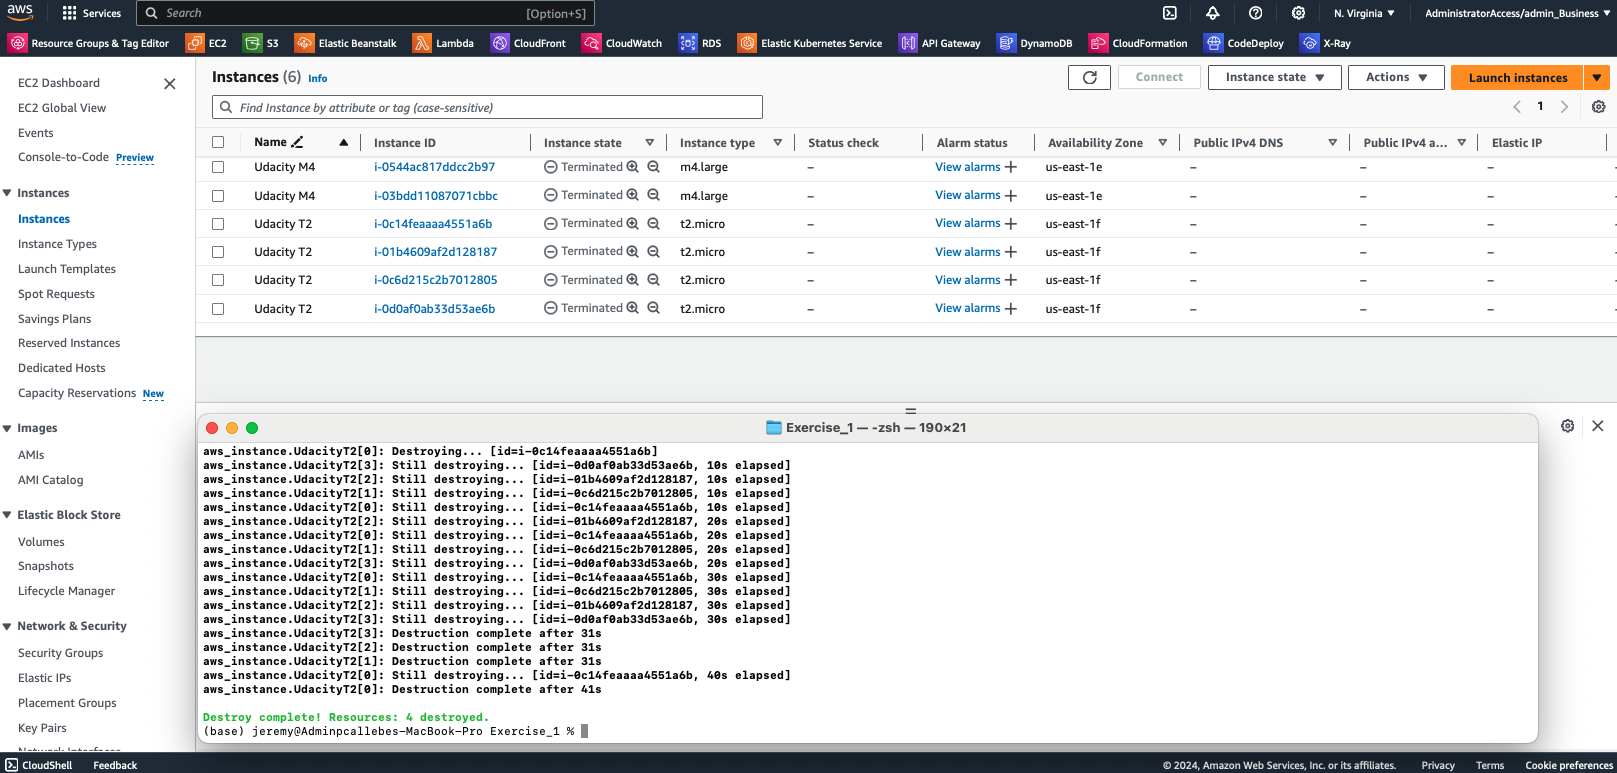 aws
Services
Search
[Option+S]
N. Virginia
AdministratorAccess/admin_Business
Resource Groups & Tag Editor
EC2
S3
Elastic Beanstalk
Lambda
CloudFront
CloudWatch
RDS
Elastic Kubernetes Service
API Gateway
DynamoDB
CloudFormation
CodeDeploy
X-Ray
EC2 Dashboard
EC2 Global View
Events
Console-to-Code Preview
Instances
Instances
Instance Types
Launch Templates
Spot Requests
Savings Plans
Reserved Instances
Dedicated Hosts
Capacity Reservations New
Images
AMIs
AMI Catalog
Elastic Block Store
Volumes
Snapshots
Lifecycle Manager
Network & Security
Security Groups
Elastic IPs
Placement Groups
Key Pairs
Network Interfaces
Instances (6) Info
Connect
Instance state
Actions
Launch instances
Find Instance by attribute or tag (case-sensitive)
1
Name Instance ID Instance state Instance type Status check Alarm status Availability Zone Public IPv4 DNS Public IPv4 a... Elastic IP
Udacity M4 i-0544ac817ddcc2b97 Terminated m4.large – View alarms + us-east-1e – – –
Udacity M4 i-03bdd11087071cbbc Terminated m4.large – View alarms + us-east-1e – – –
Udacity T2 i-0c14feaaaa4551a6b Terminated t2.micro – View alarms + us-east-1f – – –
Udacity T2 i-01b4609af2d128187 Terminated t2.micro – View alarms + us-east-1f – – –
Udacity T2 i-0c6d215c2b7012805 Terminated t2.micro – View alarms + us-east-1f – – –
Udacity T2 i-0d0af0ab33d53ae6b Terminated t2.micro – View alarms + us-east-1f – – –
Exercise_1 — -zsh — 190×21
aws_instance.UdacityT2[0]: Destroying... [id=i-0c14feaaaa4551a6b]
aws_instance.UdacityT2[3]: Still destroying... [id=i-0d0af0ab33d53ae6b, 10s elapsed]
aws_instance.UdacityT2[2]: Still destroying... [id=i-01b4609af2d128187, 10s elapsed]
aws_instance.UdacityT2[1]: Still destroying... [id=i-0c6d215c2b7012805, 10s elapsed]
aws_instance.UdacityT2[0]: Still destroying... [id=i-0c14feaaaa4551a6b, 10s elapsed]
aws_instance.UdacityT2[2]: Still destroying... [id=i-01b4609af2d128187, 20s elapsed]
aws_instance.UdacityT2[0]: Still destroying... [id=i-0c14feaaaa4551a6b, 20s elapsed]
aws_instance.UdacityT2[1]: Still destroying... [id=i-0c6d215c2b7012805, 20s elapsed]
aws_instance.UdacityT2[3]: Still destroying... [id=i-0d0af0ab33d53ae6b, 20s elapsed]
aws_instance.UdacityT2[0]: Still destroying... [id=i-0c14feaaaa4551a6b, 30s elapsed]
aws_instance.UdacityT2[1]: Still destroying... [id=i-0c6d215c2b7012805, 30s elapsed]
aws_instance.UdacityT2[2]: Still destroying... [id=i-01b4609af2d128187, 30s elapsed]
aws_instance.UdacityT2[3]: Still destroying... [id=i-0d0af0ab33d53ae6b, 30s elapsed]
aws_instance.UdacityT2[3]: Destruction complete after 31s
aws_instance.UdacityT2[2]: Destruction complete after 31s
aws_instance.UdacityT2[1]: Destruction complete after 31s
aws_instance.UdacityT2[0]: Still destroying... [id=i-0c14feaaaa4551a6b, 40s elapsed]
aws_instance.UdacityT2[0]: Destruction complete after 41s
Destroy complete! Resources: 4 destroyed.
(base) jeremy@Adminpcallebes-MacBook-Pro Exercise_1 %
CloudShell
Feedback
© 2024, Amazon Web Services, Inc. or its affiliates.
Privacy
Terms
Cookie preferences